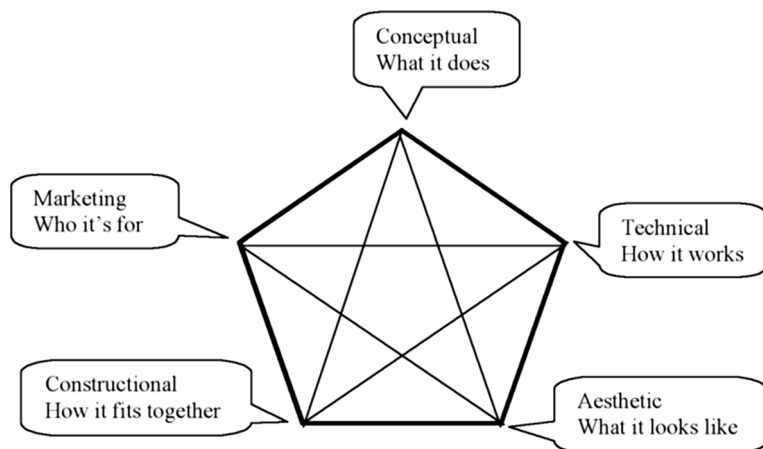 Conceptual
What it does
Marketing
Who it's for
Technical
How it works
Constructional
How it fits together
Aesthetic
What it looks like